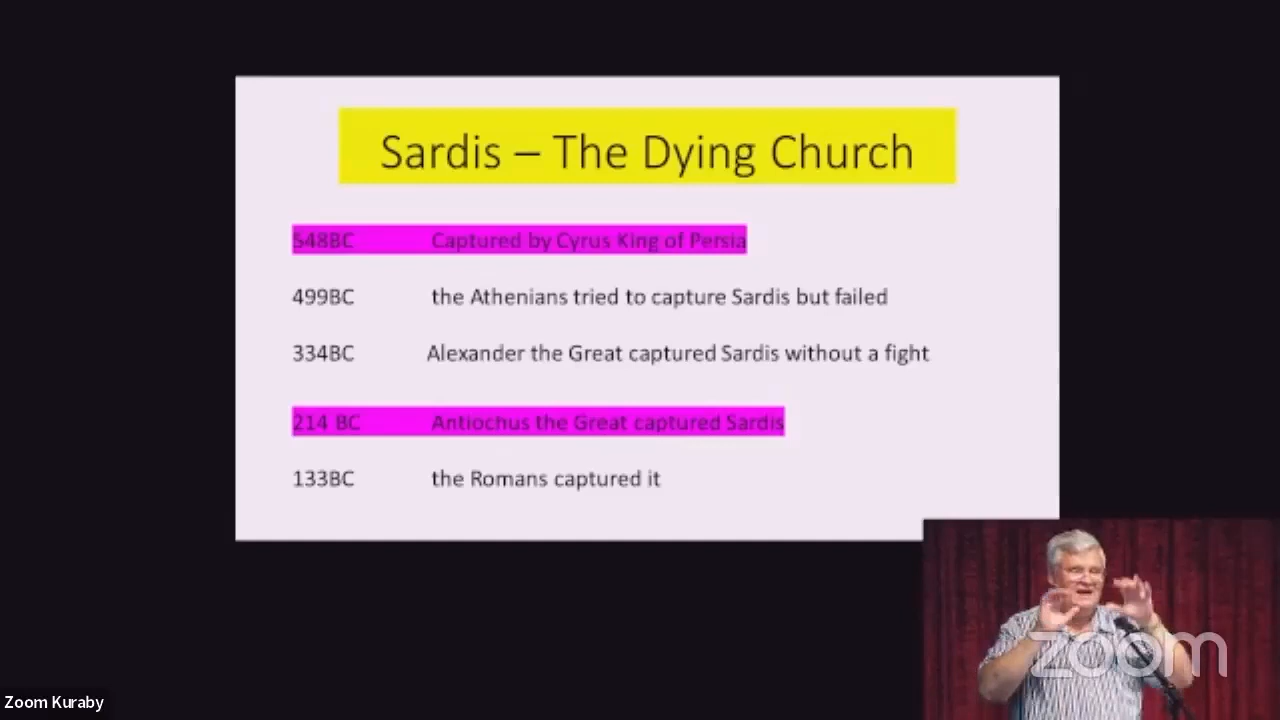 Sardis – The Dying Church
548BC Captured by Cyrus King of Persia
499BC the Athenians tried to capture Sardis but failed
334BC Alexander the Great captured Sardis without a fight
214 BC Antiochus the Great captured Sardis
133BC the Romans captured it
zoom
Zoom Kuraby